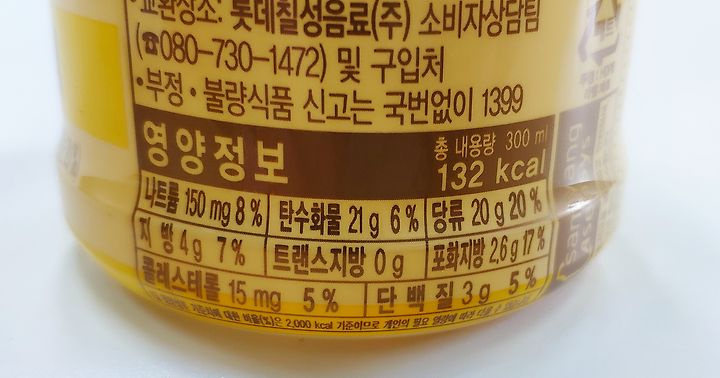 교환장소: 롯데칠성음료(주) 소비자상담팀
(☎080-730-1472) 및 구입처
•부정·불량식품 신고는 국번없이 1399
영양정보 총 내용량 300 ml
132 kcal
나트륨 150 mg 8 % 탄수화물 21 g 6 % 당류 20 g 20 %
지 방 4 g 7 % 트랜스지방 0 g 포화지방 2.6 g 17 %
콜레스테롤 15 mg 5 % 단 백 질 3 g 5 %
대한 비율(%)은 2,000 kcal 기준이므로 개인의 필요 열량에 따라 다를 수